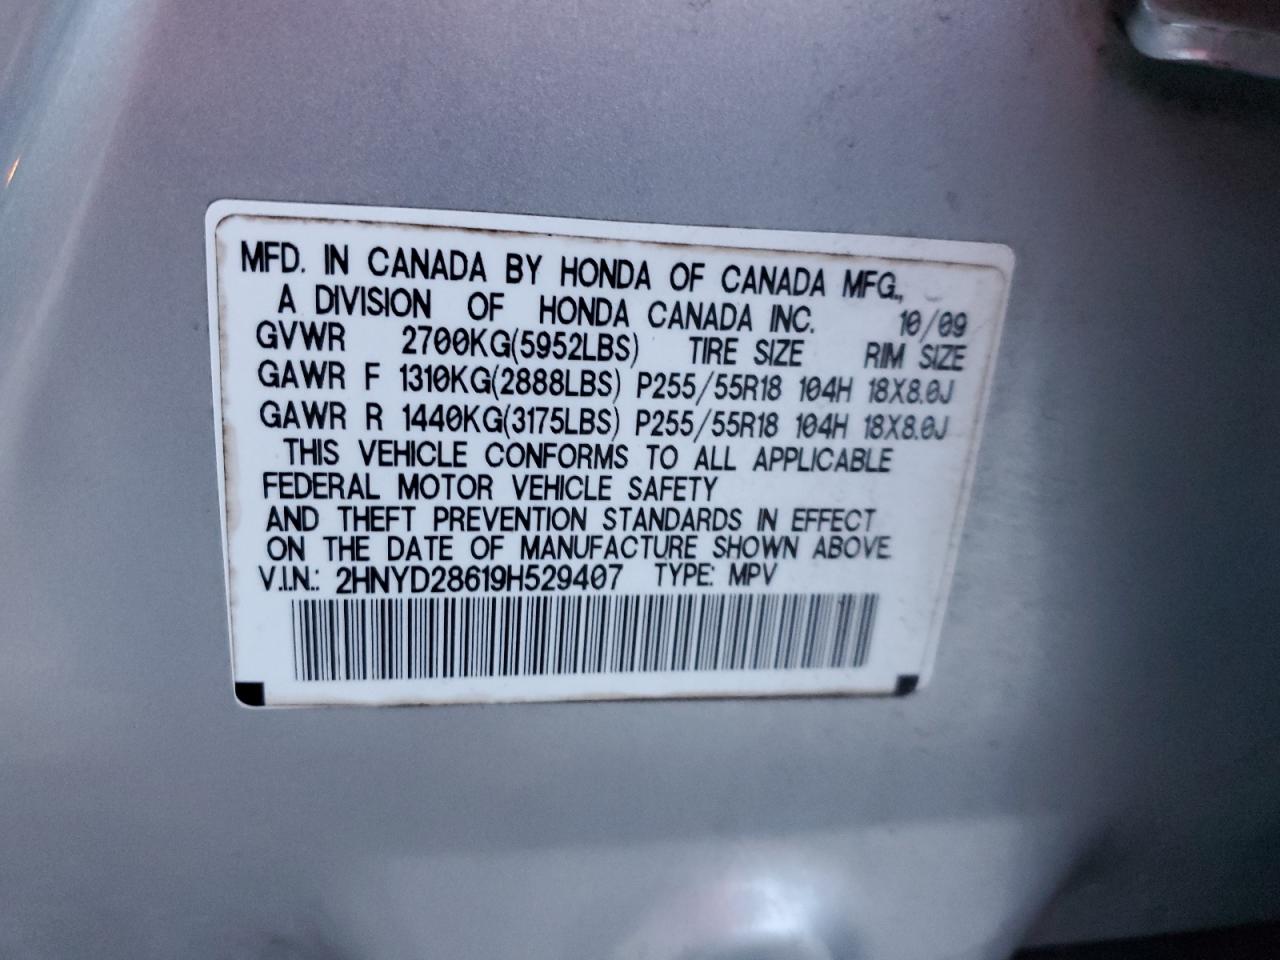 MFD. IN CANADA BY HONDA OF CANADA MFG.,
A DIVISION OF HONDA CANADA INC. 10/09
GVWR 2700KG(5952LBS) TIRE SIZE RIM SIZE
GAWR F 1310KG(2888LBS) P255/55R18 104H 18X8.0J
GAWR R 1440KG(3175LBS) P255/55R18 104H 18X8.0J
THIS VEHICLE CONFORMS TO ALL APPLICABLE
FEDERAL MOTOR VEHICLE SAFETY
AND THEFT PREVENTION STANDARDS IN EFFECT
ON THE DATE OF MANUFACTURE SHOWN ABOVE
V.I.N.: 2HNYD28619H529407 TYPE: MPV